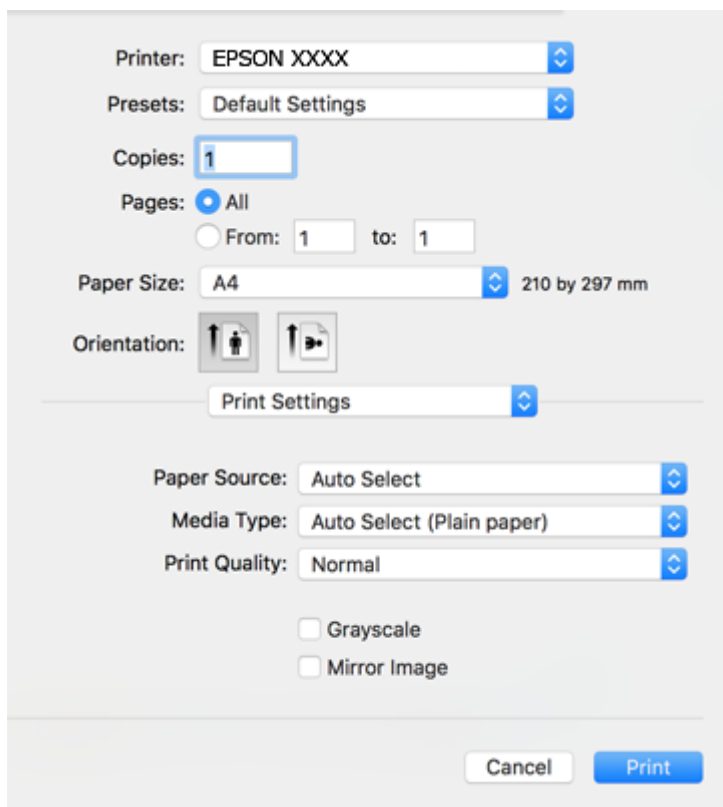 Printer: EPSON XXXX
Presets: Default Settings
Copies: 1
Pages: All
From: 1 to: 1
Paper Size: A4 210 by 297 mm
Orientation:
Print Settings
Paper Source: Auto Select
Media Type: Auto Select (Plain paper)
Print Quality: Normal
Grayscale
Mirror Image
Cancel Print